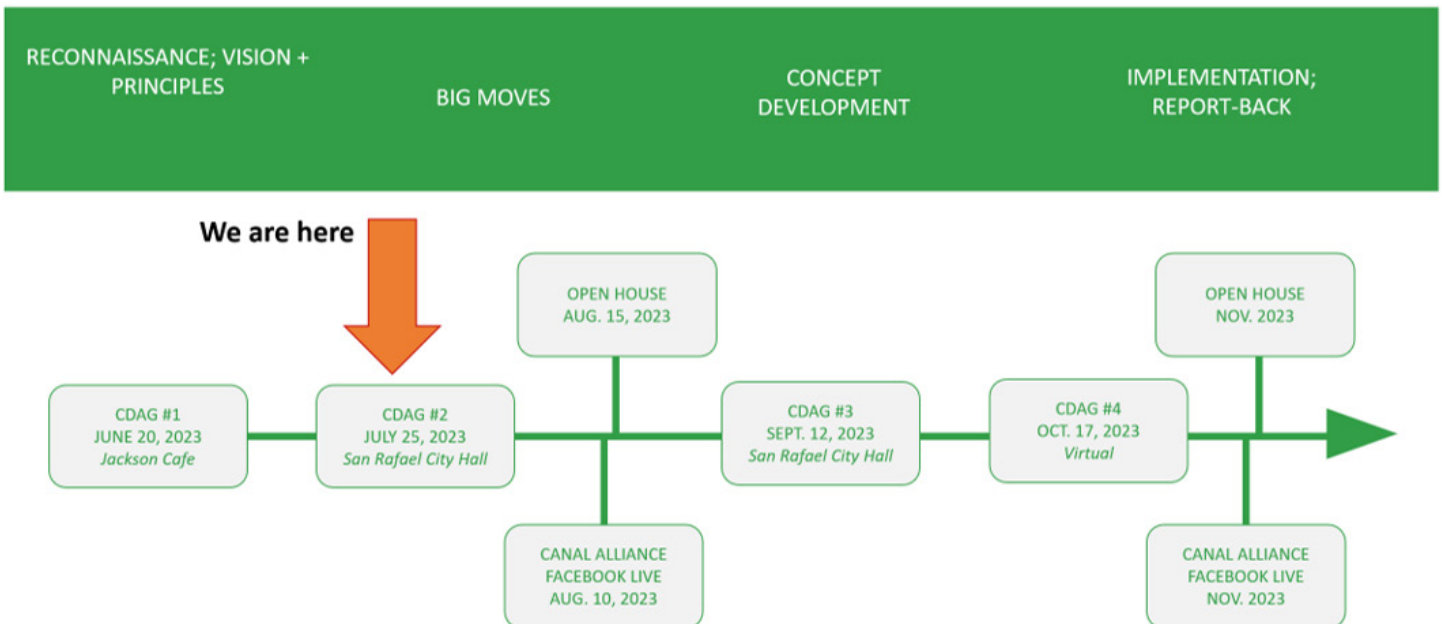 RECONNAISSANCE; VISION +
PRINCIPLES
BIG MOVES
CONCEPT
DEVELOPMENT
IMPLEMENTATION;
REPORT-BACK
We are here
OPEN HOUSE
AUG. 15, 2023
OPEN HOUSE
NOV. 2023
CDAG #1
JUNE 20, 2023
Jackson Cafe
CDAG #2
JULY 25, 2023
San Rafael City Hall
CDAG #3
SEPT. 12, 2023
San Rafael City Hall
CDAG #4
OCT. 17, 2023
Virtual
CANAL ALLIANCE
FACEBOOK LIVE
AUG. 10, 2023
CANAL ALLIANCE
FACEBOOK LIVE
NOV. 2023